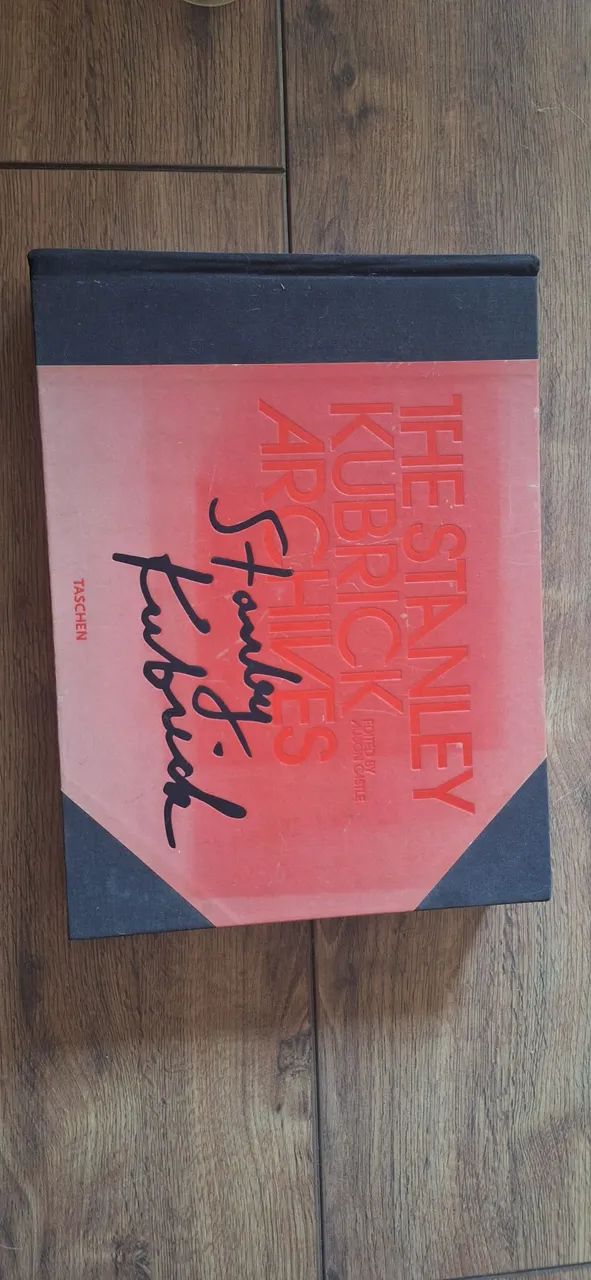 THE STANLEY
KUBRICK
ARCHIVES
EDITED BY
ALISON CASTLE
Stanley
Kubrick
TASCHEN